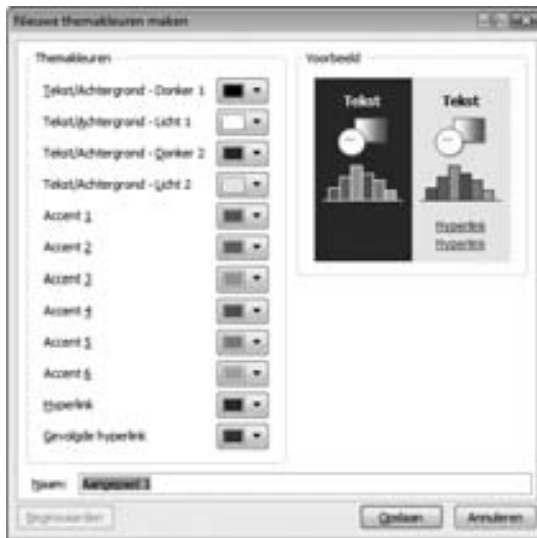 Nieuwe themakleuren maken
Themakleuren
Tekst/Achtergrond - Donker 1
Tekst/Achtergrond - Licht 1
Tekst/Achtergrond - Donker 2
Tekst/Achtergrond - Licht 2
Accent 1
Accent 2
Accent 3
Accent 4
Accent 5
Accent 6
Hyperlink
Gevolgde hyperlink
Voorbeeld
Tekst Tekst
Hyperlink
Hyperlink
Naam: Aangepast 1
Beginwaarden Opslaan Annuleren